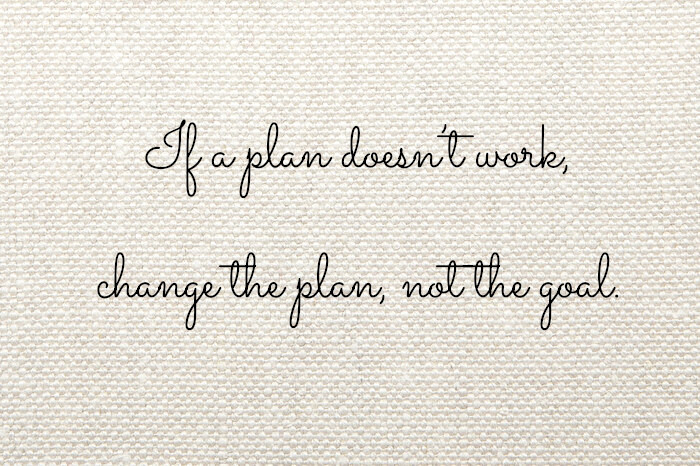 If a plan doesn't work,
change the plan, not the goal.